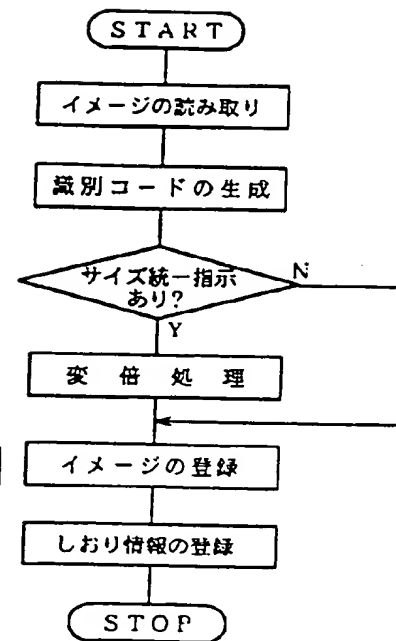 START
イメージの読み取り
識別コードの生成
サイズ統一指示
あり?
N
Y
変倍処理
イメージの登録
しおり情報の登録
STOP